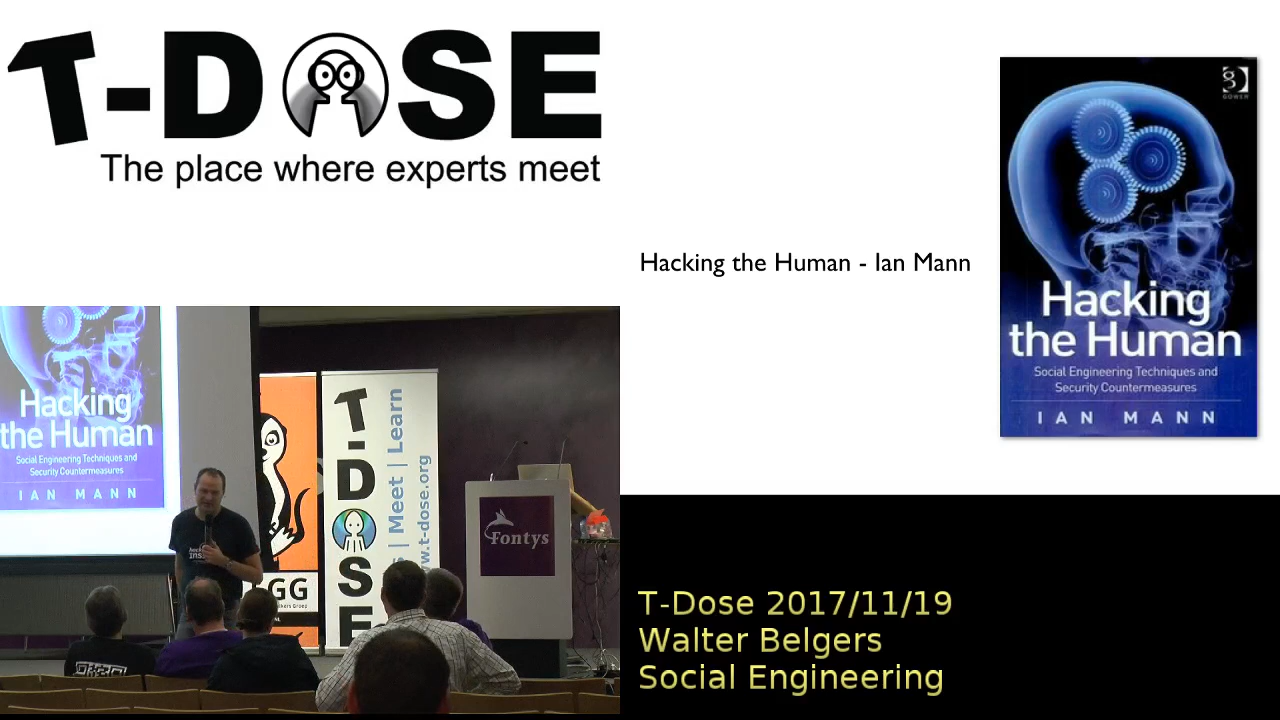 T-DOSE
The place where experts meet
Hacking the Human - Ian Mann
GOWER
Hacking
the Human
Social Engineering Techniques and
Security Countermeasures
IAN MANN
Hacking
the Human
Social Engineering Techniques and
Security Countermeasures
IAN MANN
T-DOSE
| Meet | Learn
w.t-dose.org
GG
Fontys
T-Dose 2017/11/19
Walter Belgers
Social Engineering